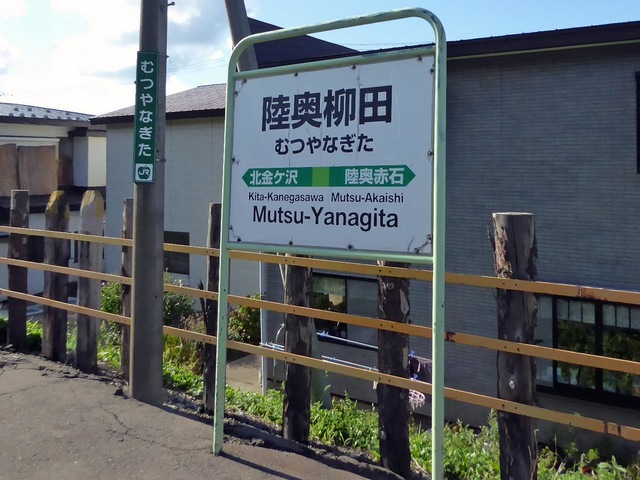 むつやなぎた
JR
陸奥柳田
むつやなぎた
北金ケ沢 陸奥赤石
Kita-Kanegasawa Mutsu-Akaishi
Mutsu-Yanagita